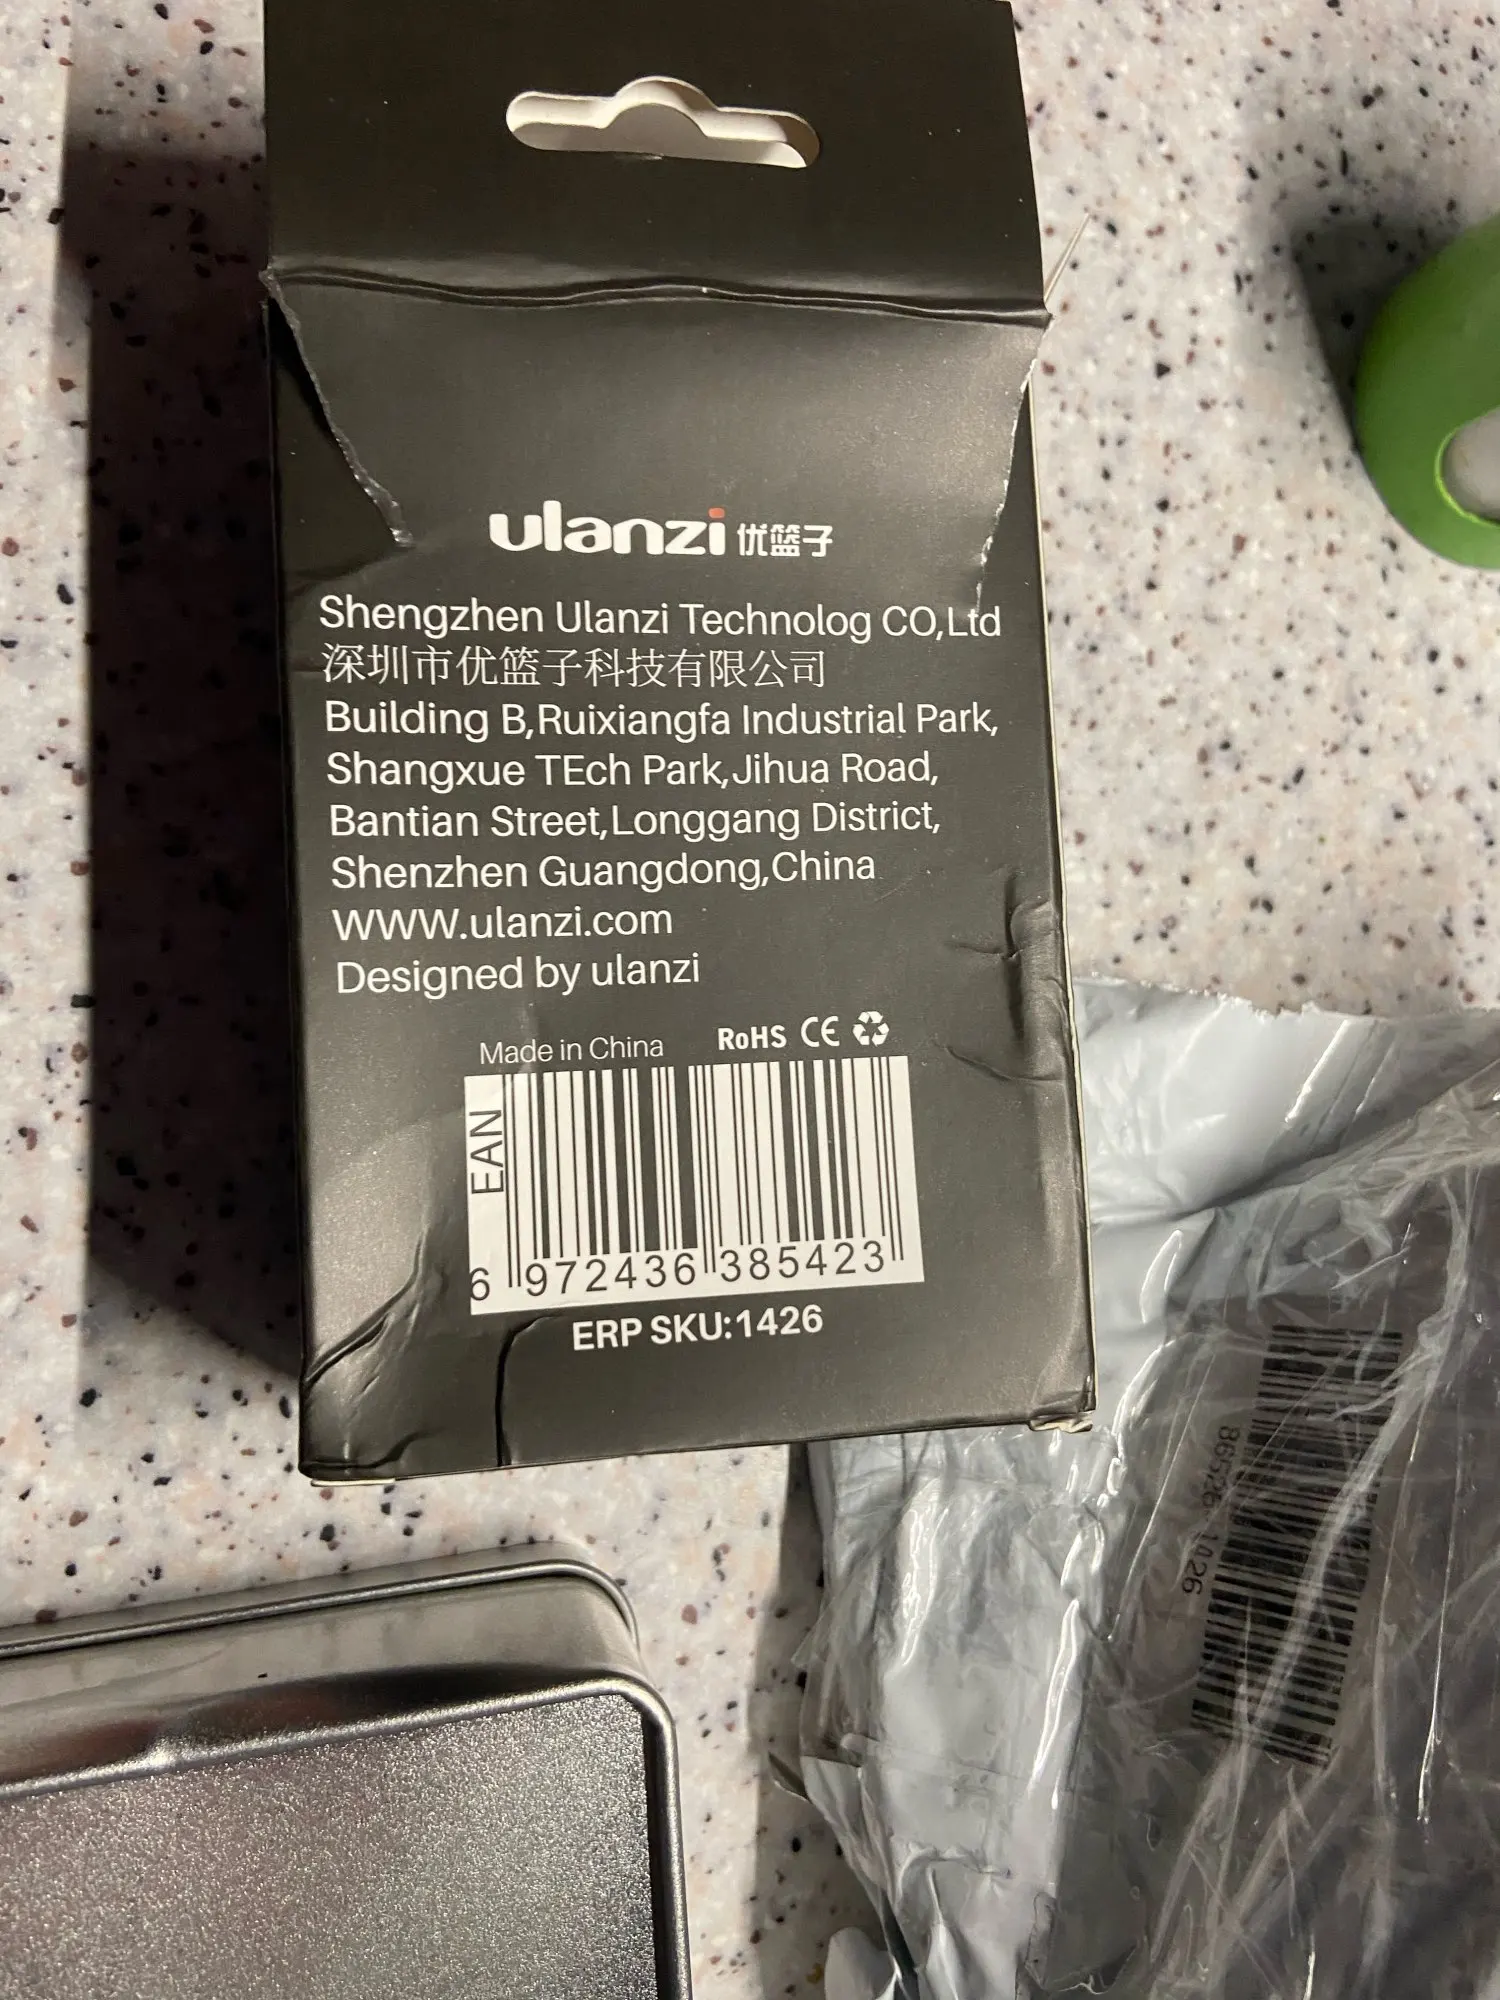 ulanzi 优篮子
Shengzhen Ulanzi Technolog CO,Ltd
深圳市优篮子科技有限公司
Building B,Ruixiangfa Industrial Park,
Shangxue TEch Park,Jihua Road,
Bantian Street,Longgang District,
Shenzhen Guangdong,China
WWW.ulanzi.com
Designed by ulanzi
Made in China RoHS CE
EAN
6 972436 385423
ERP SKU:1426